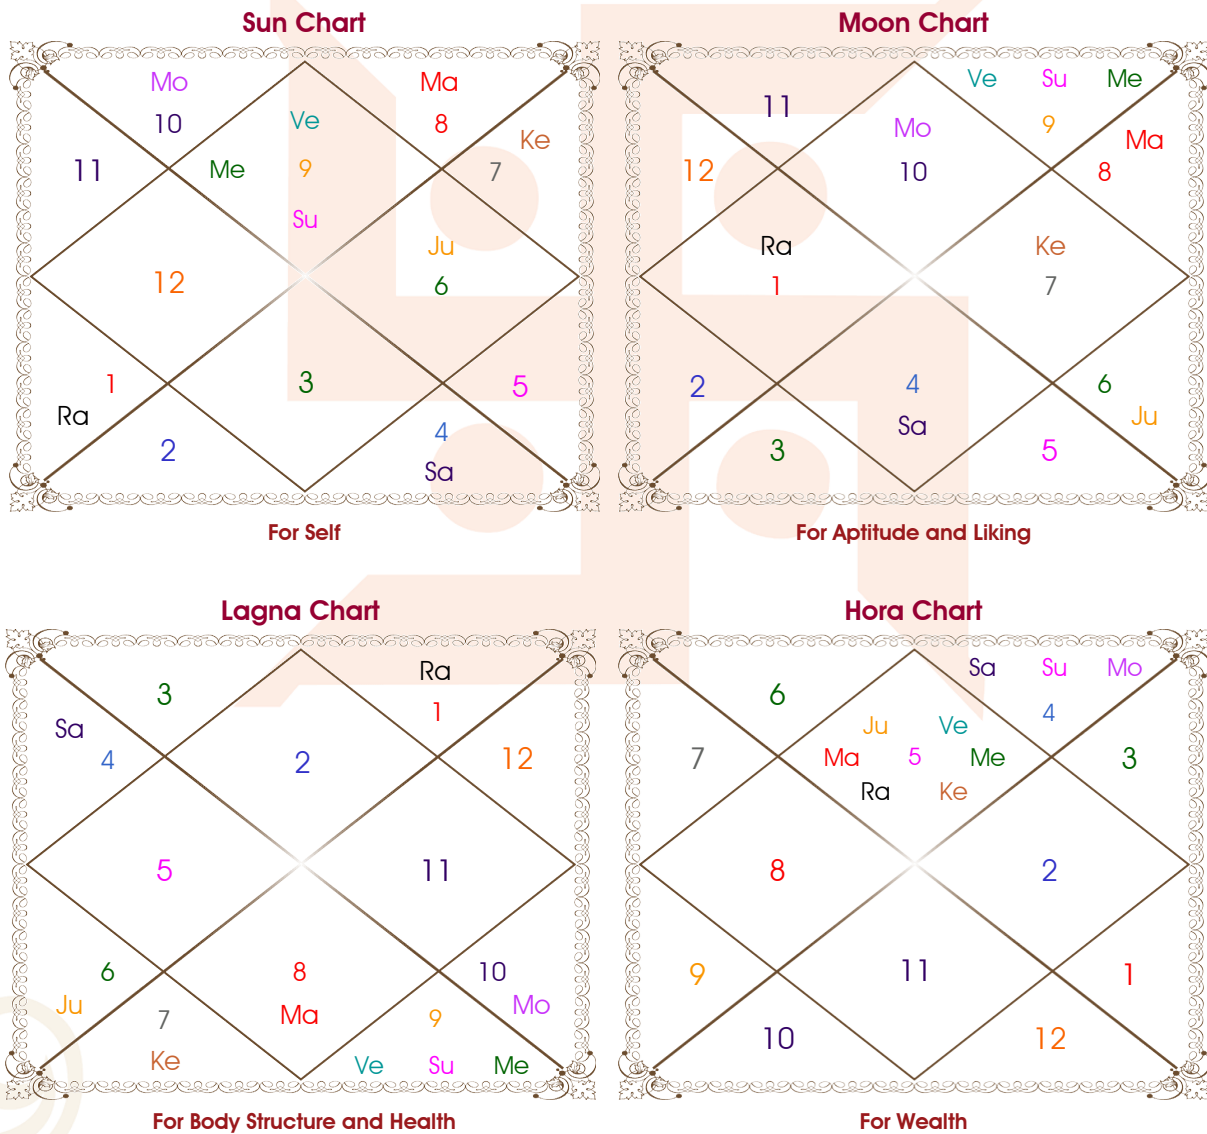 Sun Chart
Mo
Ma
10
Ve
8
Ke
11
Me
9
7
Su
Ju
12
6
1
3
5
Ra
2
4
Sa
For Self
Moon Chart
Ve Su Me
11
Mo
9
Ma
12
10
8
Ra
Ke
1
7
2
4
6
Sa
Ju
3
5
For Aptitude and Liking
Lagna Chart
Ra
3
1
Sa
4
2
12
5
11
6
8
10
Ju
Ma
Mo
7
9
Ke
Ve Su Me
For Body Structure and Health
Hora Chart
Sa Su Mo
6
4
Ju Ve
7
Ma 5 Me
3
Ra Ke
8
2
9
11
1
10
12
For Wealth